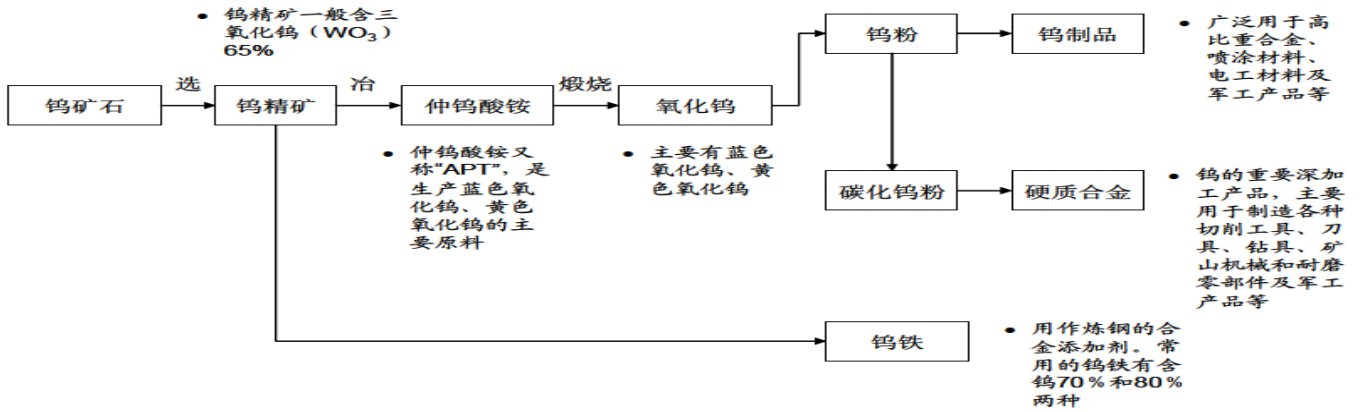 ● 钨精矿一般含三
氧化钨（WO₃）
65%
钨矿石
选
钨精矿
冶
仲钨酸铵
煅烧
氧化钨
钨粉
钨制品
● 广泛用于高
比重合金、
喷涂材料、
电工材料及
军工产品等
● 仲钨酸铵又
称“APT”，是
生产蓝色氧
化钨、黄色
氧化钨的主
要原料
● 主要有蓝色
氧化钨、黄
色氧化钨
碳化钨粉
硬质合金
● 钨的重要深加
工产品，主要
用于制造各种
切削工具、刀
具、钻具、矿
山机械和耐磨
零部件及军工
产品等
钨铁
● 用作炼钢的合
金添加剂。常
用的钨铁有含
钨70％和80％
两种